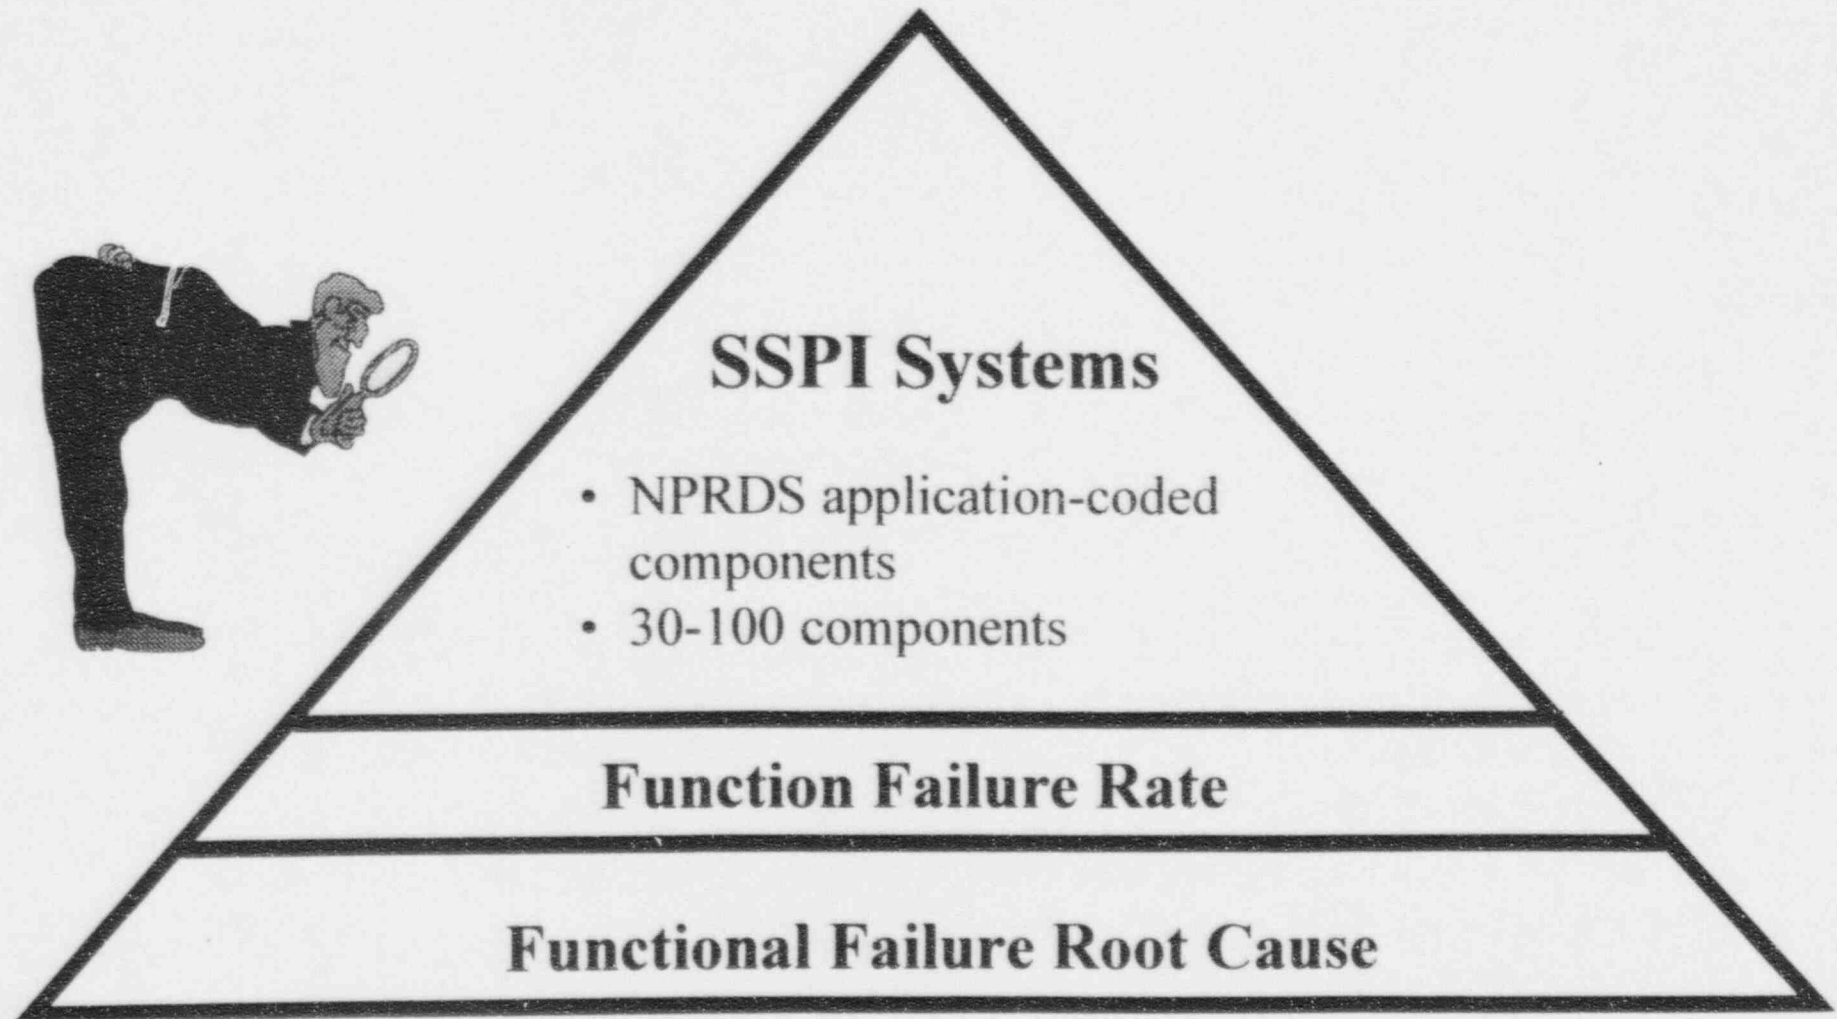 SSPI Systems
• NPRDS application-coded
components
• 30-100 components
Function Failure Rate
Functional Failure Root Cause